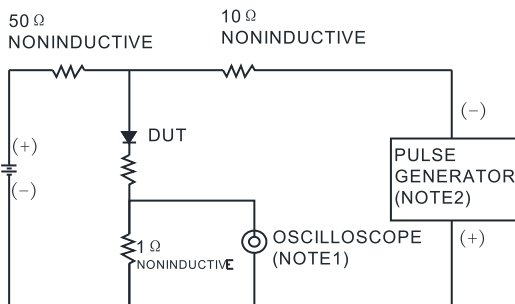 50 Ω
NONINDUCTIVE
10 Ω
NONINDUCTIVE
(−)
(+)
DUT
PULSE
GENERATOR
(NOTE2)
(−)
1 Ω
NONINDUCTIVE
OSCILLOSCOPE
(NOTE1)
(+)